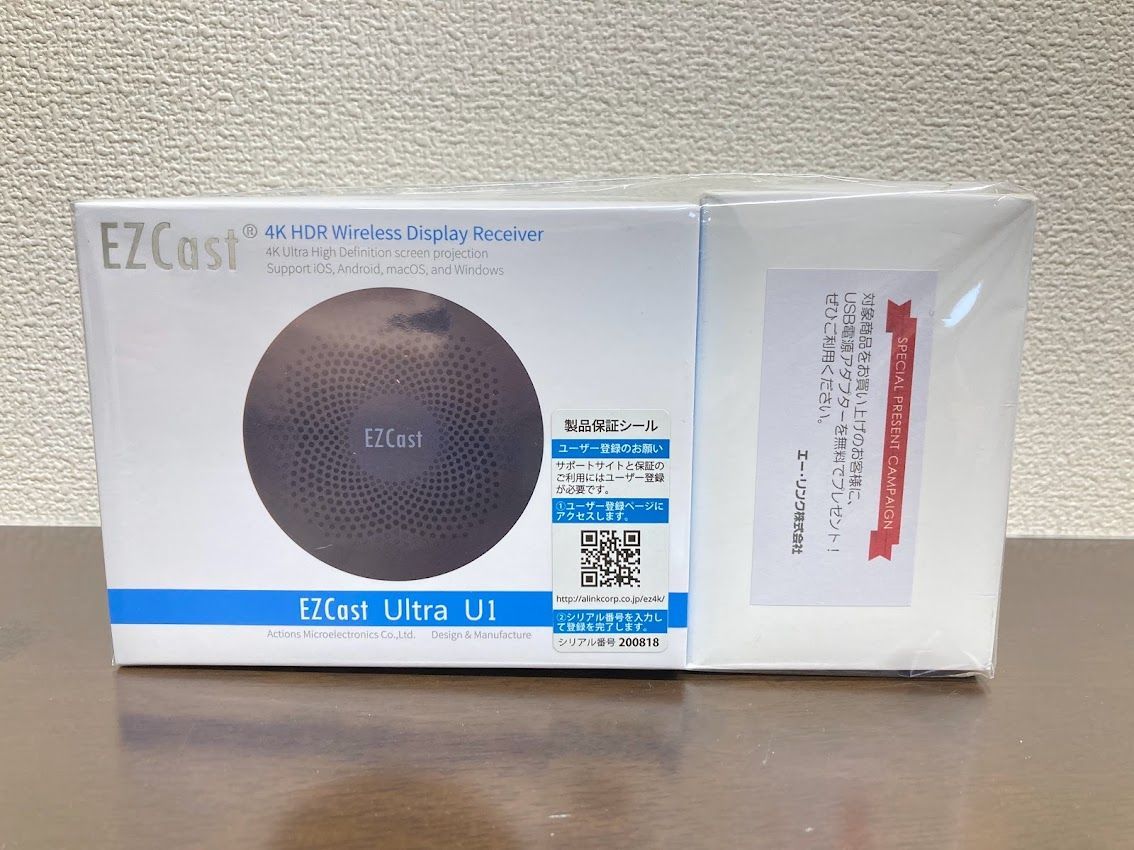 EZCast®
4K HDR Wireless Display Receiver
4K Ultra High Definition screen projection
Support iOS, Android, macOS, and Windows
EZCast
製品保証シール
ユーザー登録のお願い
サポートサイトと保証の
ご利用にはユーザー登録
が必要です。
①ユーザー登録ページに
アクセスします。
http://alinkcorp.co.jp/ez4k/
②シリアル番号を入力し
て登録を完了します。
シリアル番号 200818
EZCast Ultra U1
Actions Microelectronics Co.,Ltd. Design & Manufacture
SPECIAL PRESENT CAMPAIGN
対象商品をお買い上げのお客様に、
USB電源アダプターを無料でプレゼント！
ぜひご利用ください。
エー・リンク株式会社